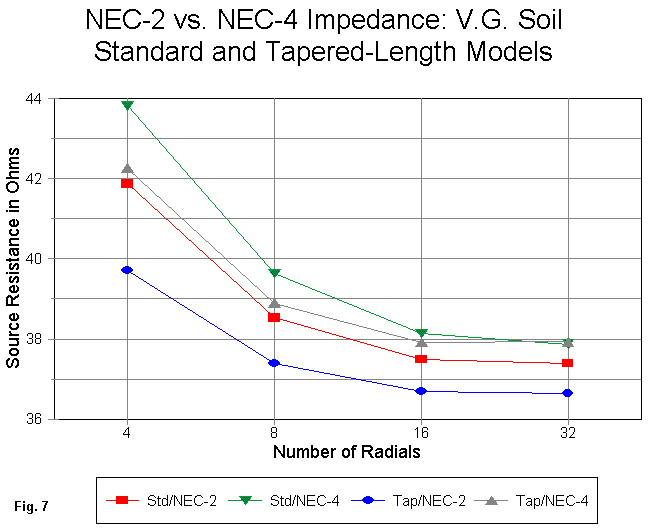 NEC-2 vs. NEC-4 Impedance: V.G. Soil
Standard and Tapered-Length Models
Source Resistance in Ohms
44
42
40
38
36
4 8 16 32
Number of Radials
Fig. 7
Std/NEC-2 Std/NEC-4 Tap/NEC-2 Tap/NEC-4